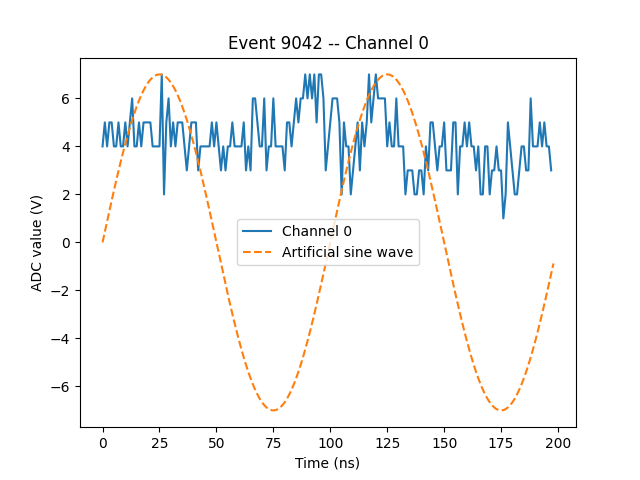 Event 9042 -- Channel 0
ADC value (V)
6
4
2
0
−2
−4
−6
Channel 0
Artificial sine wave
0 25 50 75 100 125 150 175 200
Time (ns)